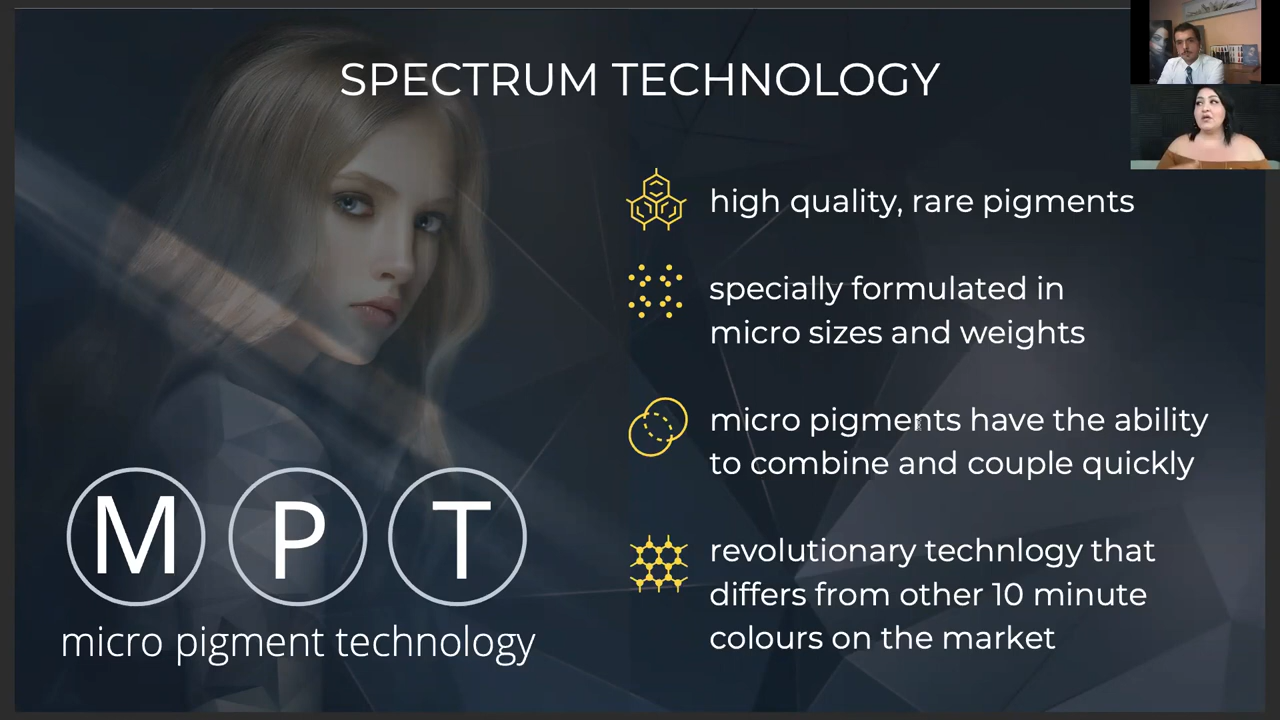 SPECTRUM TECHNOLOGY
high quality, rare pigments
specially formulated in
micro sizes and weights
micro pigments have the ability
to combine and couple quickly
revolutionary technlogy that
differs from other 10 minute
colours on the market
M P T
micro pigment technology